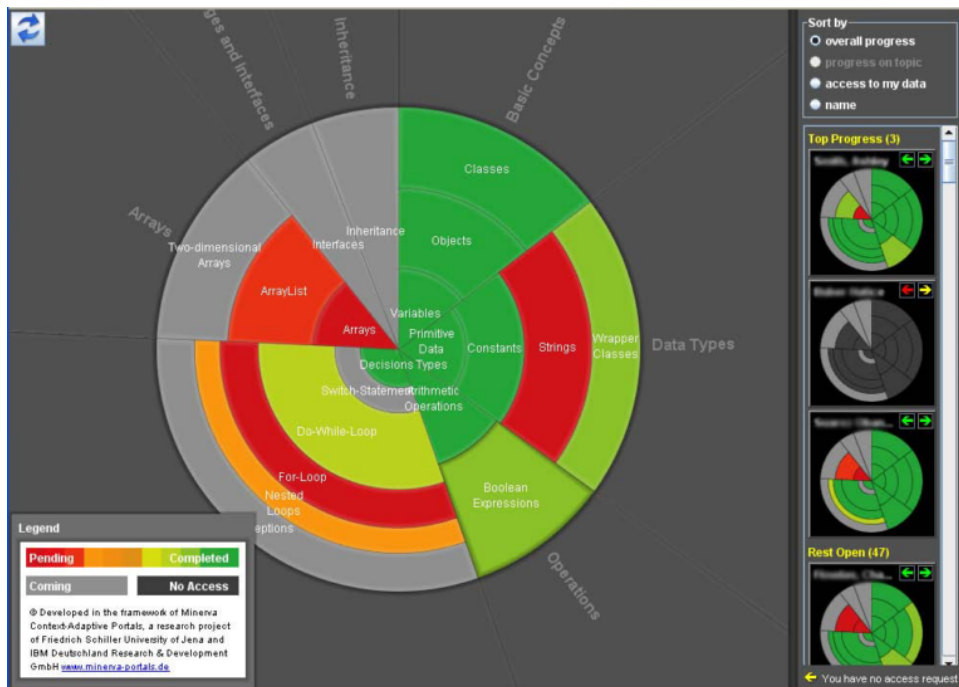 ges and Interfaces
Inheritance
Basic Concepts
Arrays
Data Types
Operations
Classes
Objects
Variables
Inheritance
Interfaces
Two-dimensional
Arrays
ArrayList
Arrays
Primitive
Data
Types
Constants
Strings
Wrapper
Classes
Decisions
Switch-Statement
Arithmetic
Operations
Do-While-Loop
For-Loop
Nested
Loops
eptions
Boolean
Expressions
Legend
Pending
Completed
Coming
No Access
© Developed in the framework of Minerva
Context-Adaptive Portals, a research project
of Friedrich Schiller University of Jena and
IBM Deutschland Research & Development
GmbH www.minerva-portals.de
Sort by
overall progress
progress on topic
access to my data
name
Top Progress (3)
Rest Open (47)
You have no access request